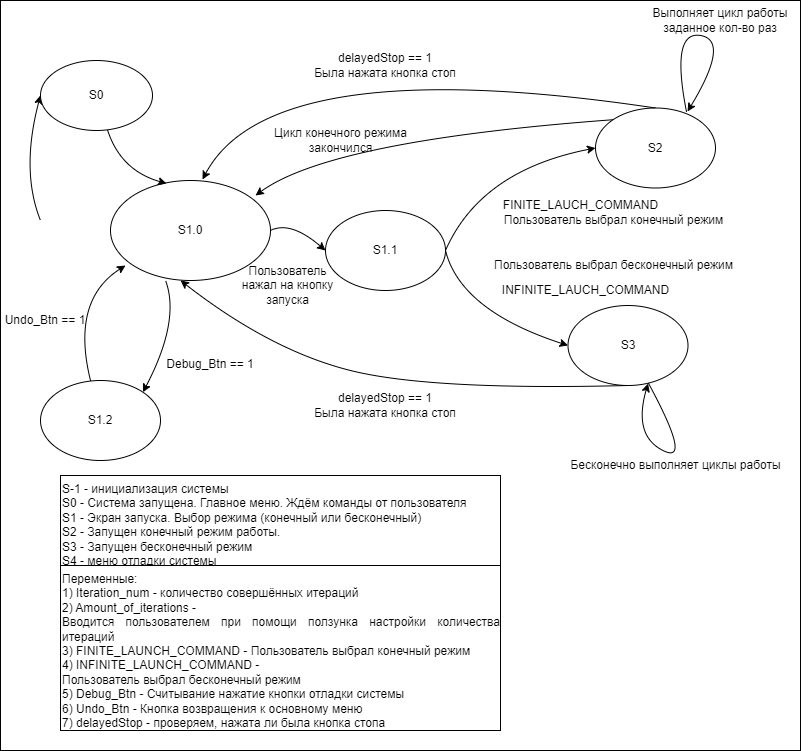 Выполняет цикл работы
заданное кол-во раз
delayedStop == 1
Была нажата кнопка стоп
S0
Цикл конечного режима
закончился
S2
FINITE_LAUCH_COMMAND
Пользователь выбрал конечный режим
S1.0
S1.1
Пользователь
нажал на кнопку
запуска
Пользователь выбрал бесконечный режим
INFINITE_LAUCH_COMMAND
Undo_Btn == 1
S3
Debug_Btn == 1
delayedStop == 1
Была нажата кнопка стоп
S1.2
Бесконечно выполняет циклы работы
S-1 - инициализация системы
S0 - Система запущена. Главное меню. Ждём команды от пользователя
S1 - Экран запуска. Выбор режима (конечный или бесконечный)
S2 - Запущен конечный режим работы.
S3 - Запущен бесконечный режим
S4 - меню отладки системы
Переменные:
1) Iteration_num - количество совершённых итераций
2) Amount_of_iterations -
Вводится пользователем при помощи ползунка настройки количества
итераций
3) FINITE_LAUNCH_COMMAND - Пользователь выбрал конечный режим
4) INFINITE_LAUNCH_COMMAND -
Пользователь выбрал бесконечный режим
5) Debug_Btn - Считывание нажатие кнопки отладки системы
6) Undo_Btn - Кнопка возвращения к основному меню
7) delayedStop - проверяем, нажата ли была кнопка стопа